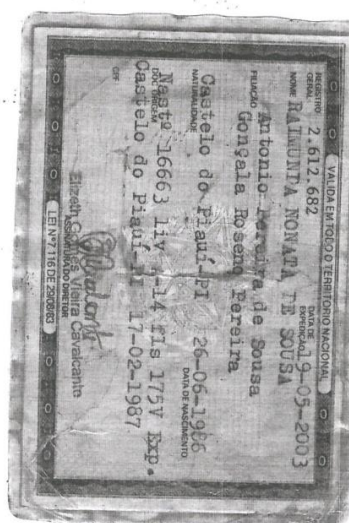 VALIDA EM TODO O TERRITÓRIO NACIONAL
REGISTRO GERAL 2.612.682 DATA DE EXPEDIÇÃO 19-05-2003
NOME RAIMUNDA NONATA DE SOUSA
FILIAÇÃO Antonio Pereira de Sousa
Gonçala Roseno Pereira
NATURALIDADE Castelo do Piauí-PI DATA DE NASCIMENTO 26-06-1986
DOC. ORIGEM Nastº 16663 liv fls 175V Exp.
Castelo do Piauí-PI 17-02-1987
CPF
Elizeth Gomes Vieira Cavalcante
ASSINATURA DO DIRETOR
LEI Nº 7.116 DE 29/08/83